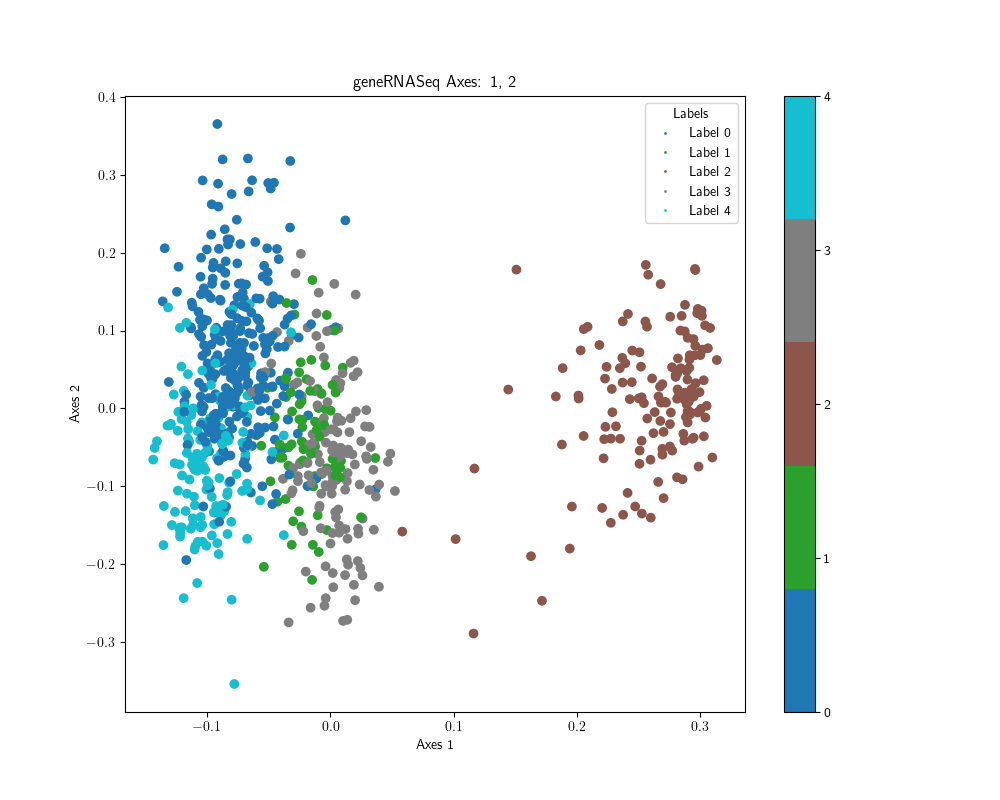 geneRNASeq Axes: 1, 2
Labels
Label 0
Label 1
Label 2
Label 3
Label 4
0.4
0.3
0.2
0.1
0.0
−0.1
−0.2
−0.3
Axes 2
−0.1
0.0
0.1
0.2
0.3
Axes 1
4
3
2
1
0